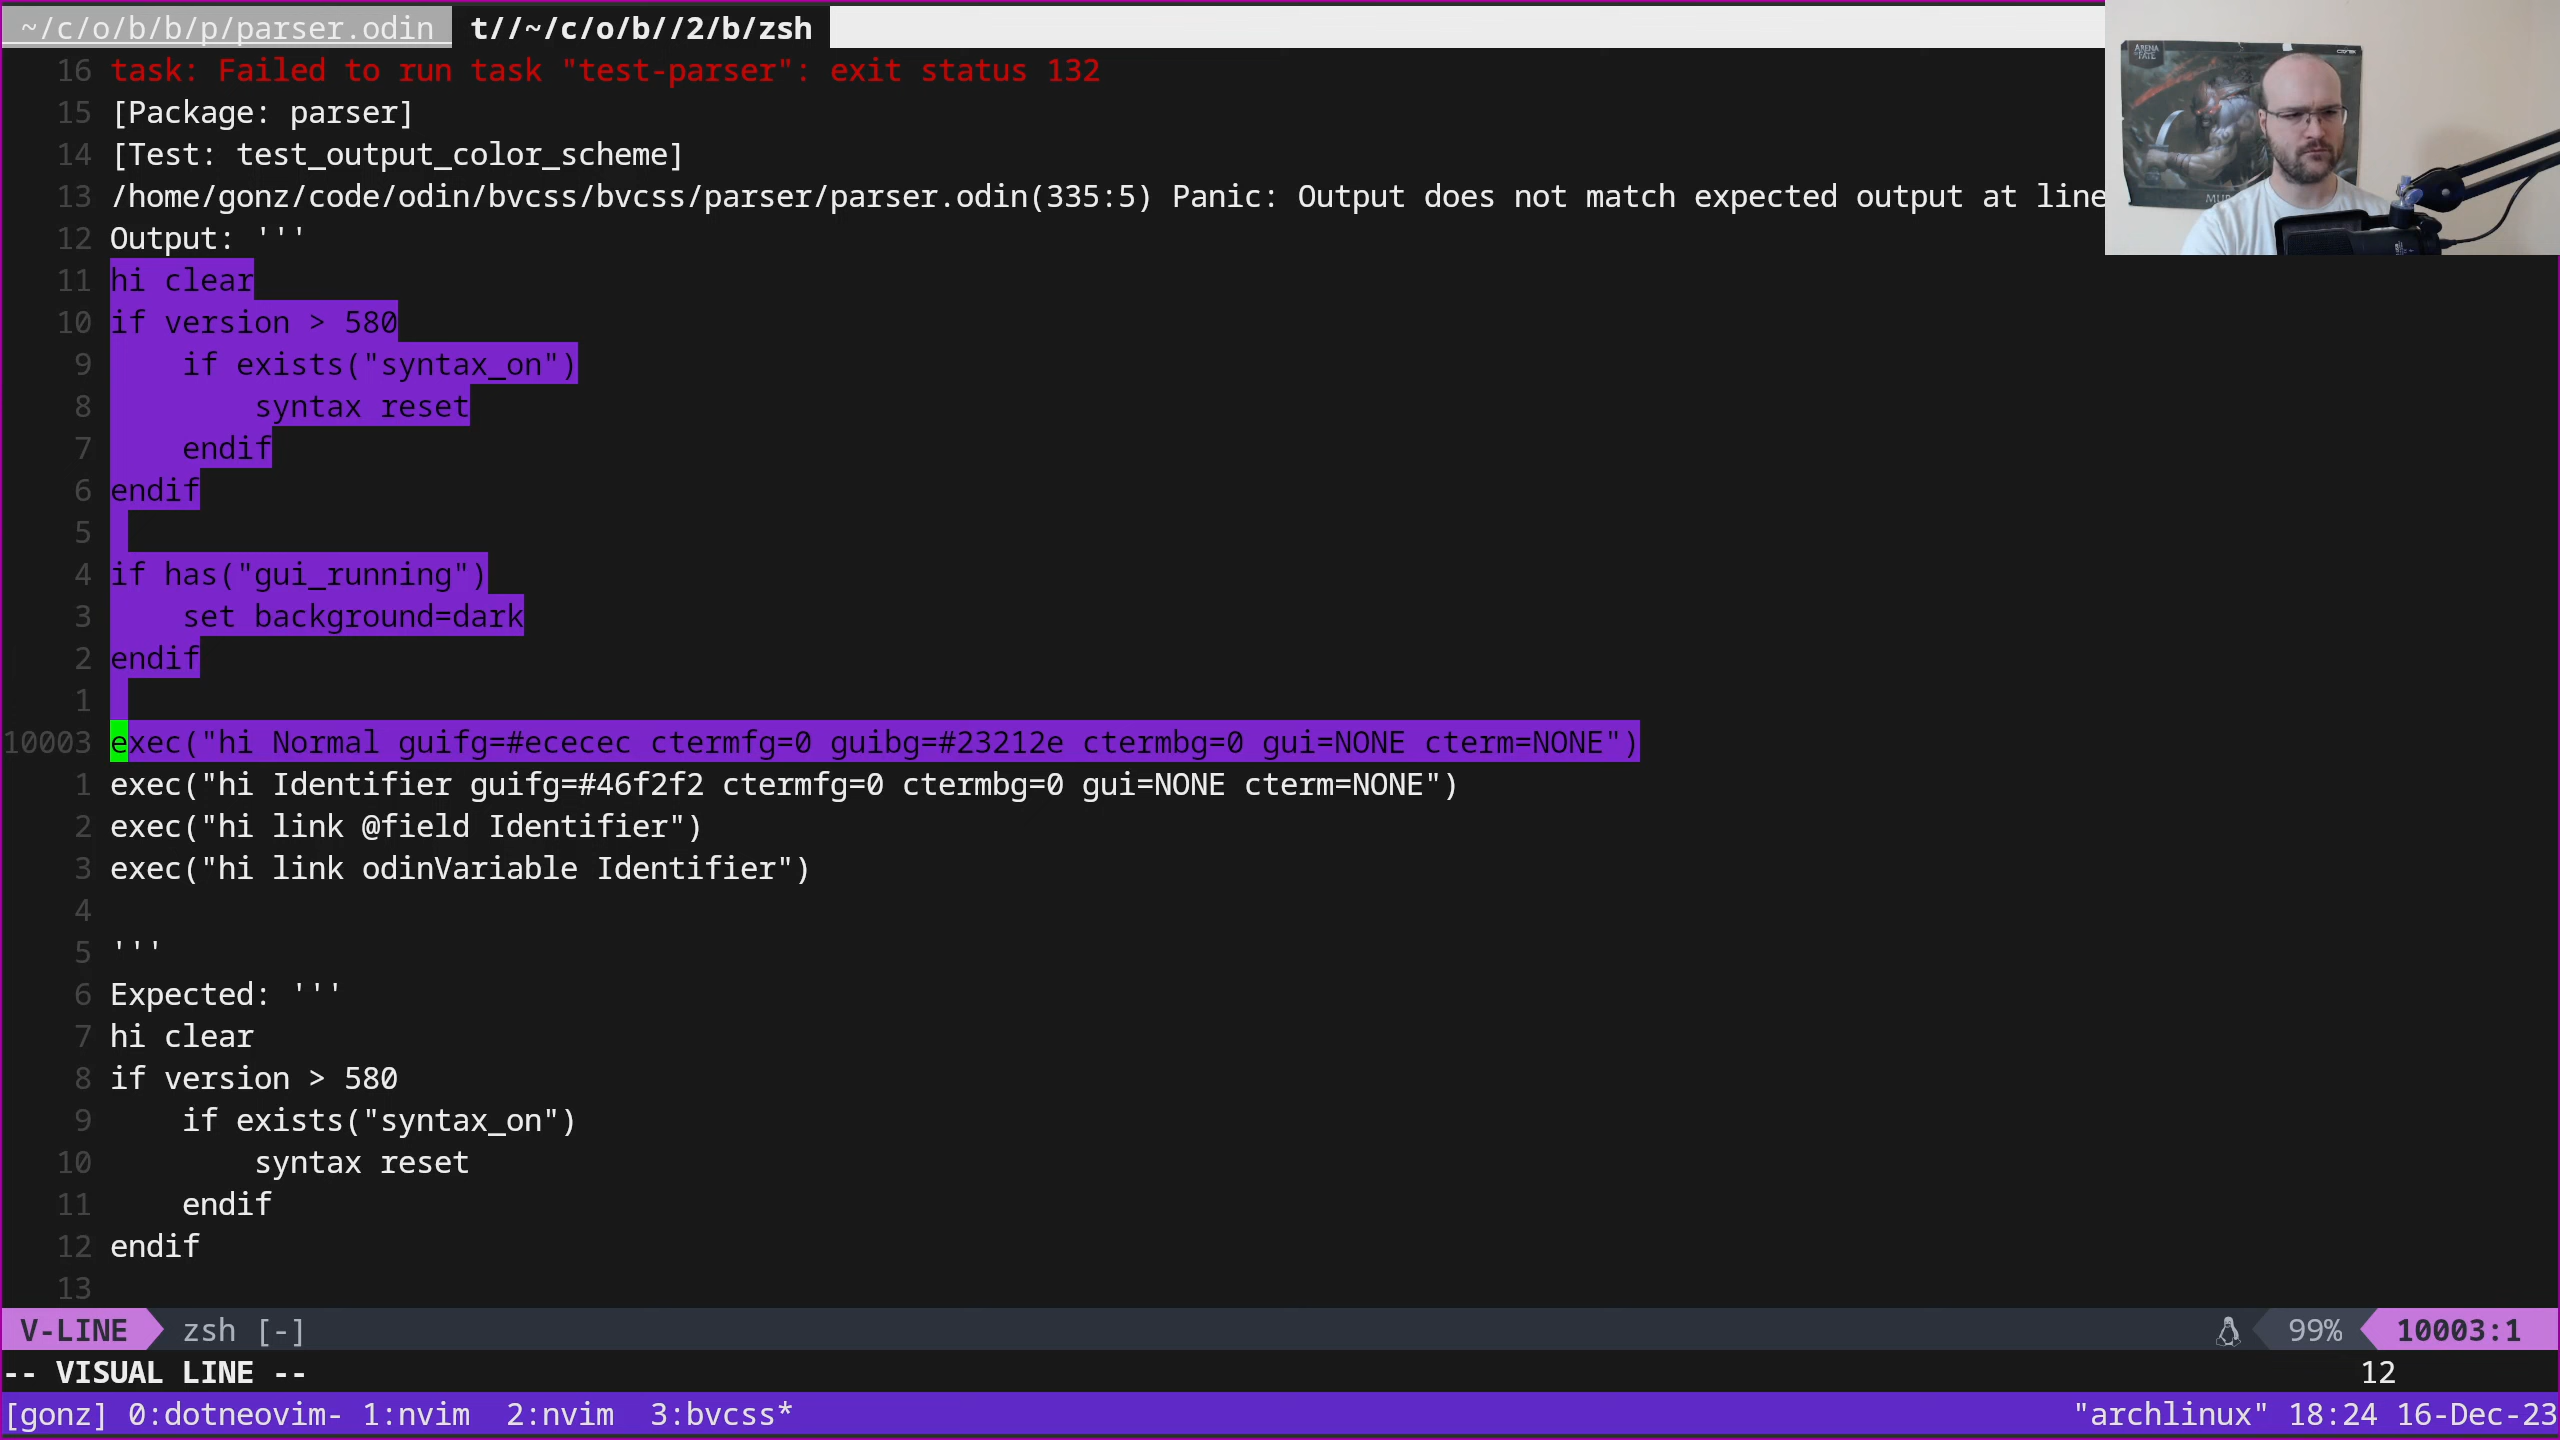 ~/c/o/b/b/p/parser.odin  t//~/c/o/b//2/b/zsh
16 task: Failed to run task "test-parser": exit status 132
15 [Package: parser]
14 [Test: test_output_color_scheme]
13 /home/gonz/code/odin/bvcss/bvcss/parser/parser.odin(335:5) Panic: Output does not match expected output at line
12 Output: '''
11 hi clear
10 if version > 580
9     if exists("syntax_on")
8         syntax reset
7     endif
6 endif
5
4 if has("gui_running")
3     set background=dark
2 endif
1
10003 exec("hi Normal guifg=#ececec ctermfg=0 guibg=#23212e ctermbg=0 gui=NONE cterm=NONE")
1 exec("hi Identifier guifg=#46f2f2 ctermfg=0 ctermbg=0 gui=NONE cterm=NONE")
2 exec("hi link @field Identifier")
3 exec("hi link odinVariable Identifier")
4
5 '''
6 Expected: '''
7 hi clear
8 if version > 580
9     if exists("syntax_on")
10         syntax reset
11     endif
12 endif
13
V-LINE zsh [-] 99% 10003:1
-- VISUAL LINE -- 12
[gonz] 0:dotneovim- 1:nvim  2:nvim  3:bvcss* "archlinux" 18:24 16-Dec-23
ARENA
OF FATE